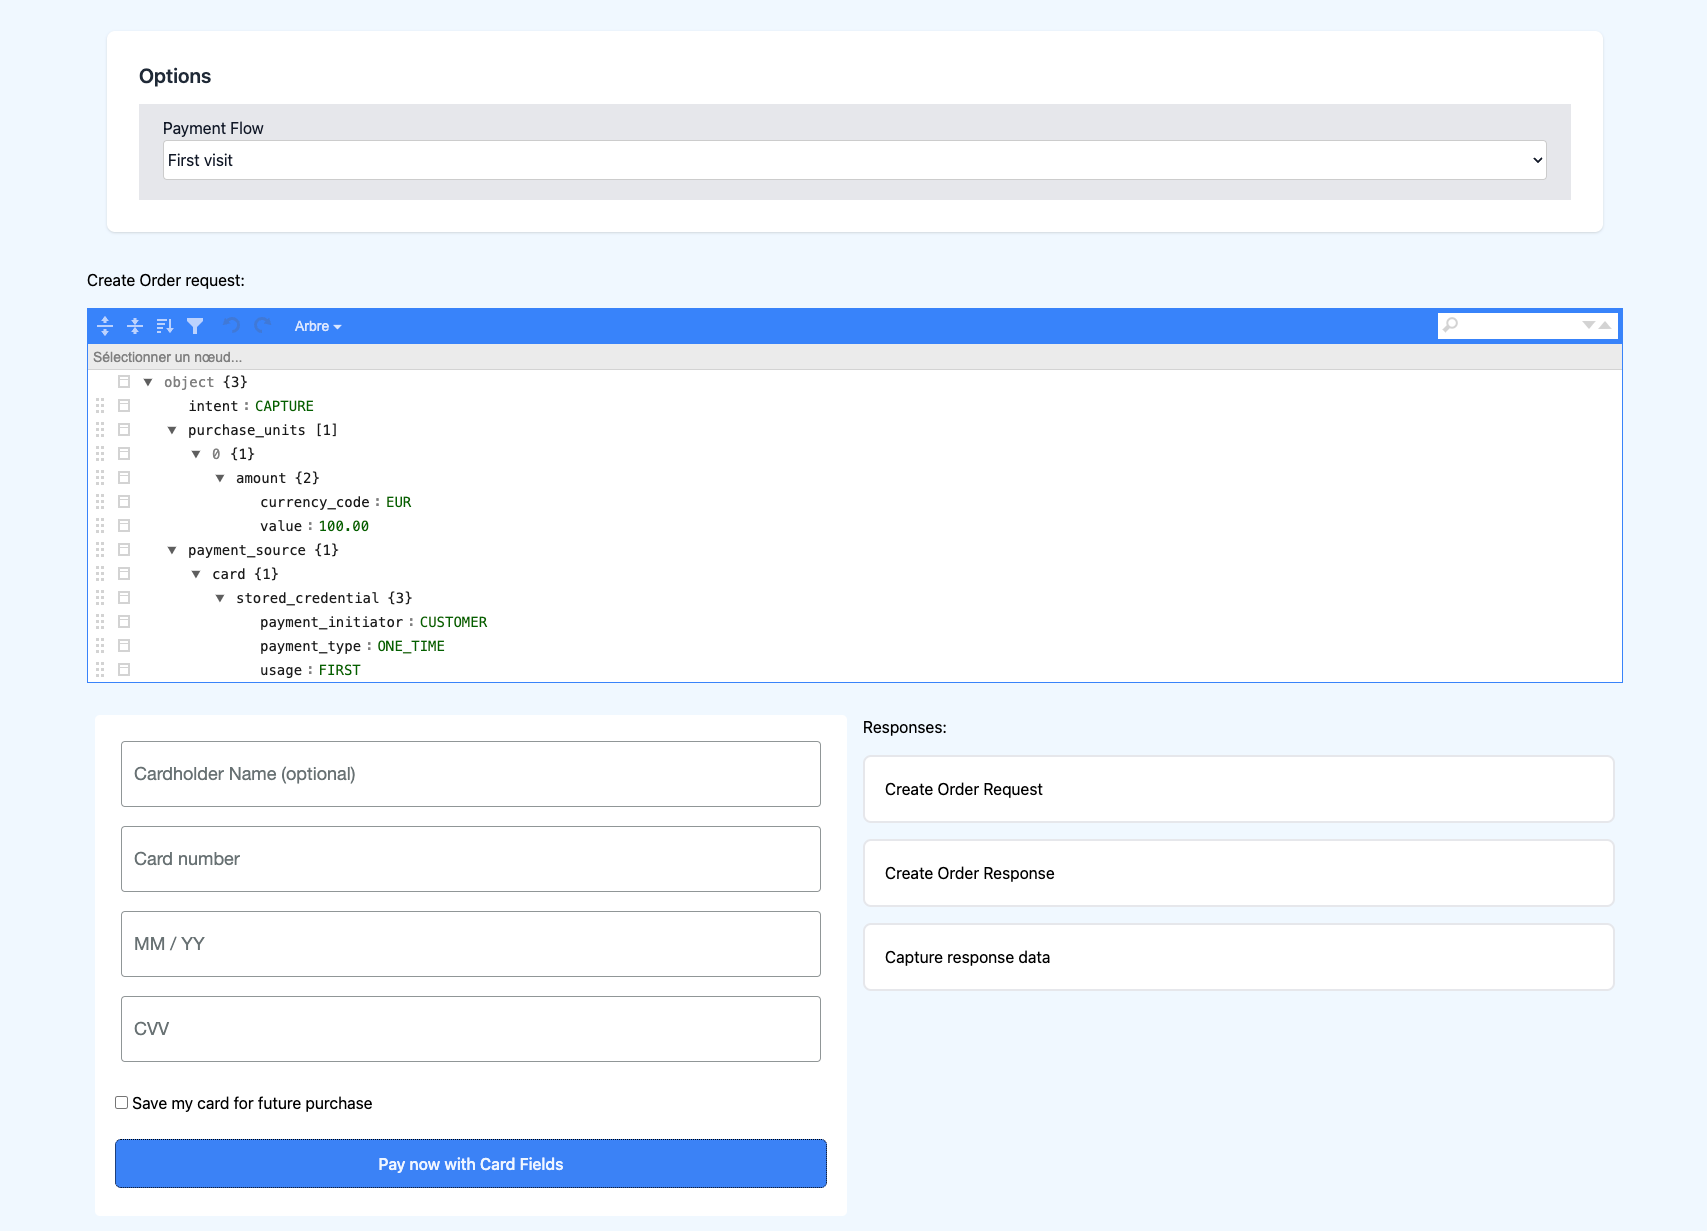 Options
Payment Flow
First visit
Create Order request:
Arbre
Sélectionner un nœud...
object {3}
intent : CAPTURE
purchase_units [1]
0 {1}
amount {2}
currency_code : EUR
value : 100.00
payment_source {1}
card {1}
stored_credential {3}
payment_initiator : CUSTOMER
payment_type : ONE_TIME
usage : FIRST
Cardholder Name (optional)
Card number
MM / YY
CVV
Save my card for future purchase
Pay now with Card Fields
Responses:
Create Order Request
Create Order Response
Capture response data